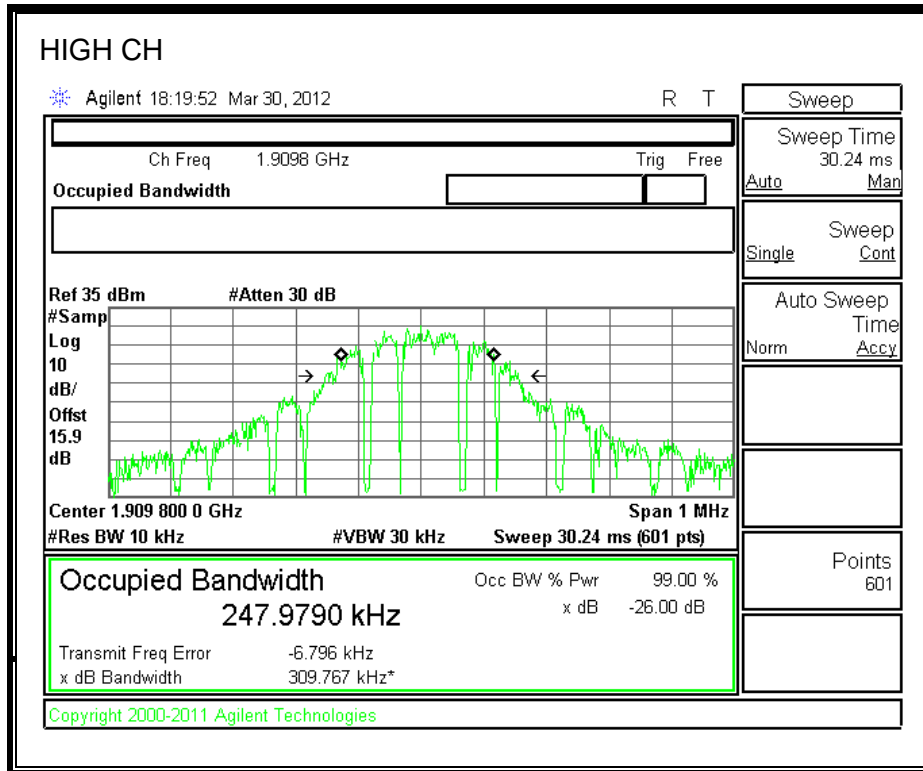 HIGH CH
Agilent 18:19:52 Mar 30, 2012 R T
Sweep
Ch Freq 1.9098 GHz Trig Free
Occupied Bandwidth
Sweep Time
30.24 ms
Auto Man
Sweep
Single Cont
Auto Sweep
Time
Norm Accy
Ref 35 dBm #Atten 30 dB
#Samp
Log
10
dB/
Offst
15.9
dB
Center 1.909 800 0 GHz Span 1 MHz
#Res BW 10 kHz #VBW 30 kHz Sweep 30.24 ms (601 pts)
Occupied Bandwidth Occ BW % Pwr 99.00 %
247.9790 kHz x dB -26.00 dB
Transmit Freq Error -6.796 kHz
x dB Bandwidth 309.767 kHz*
Points
601
Copyright 2000-2011 Agilent Technologies